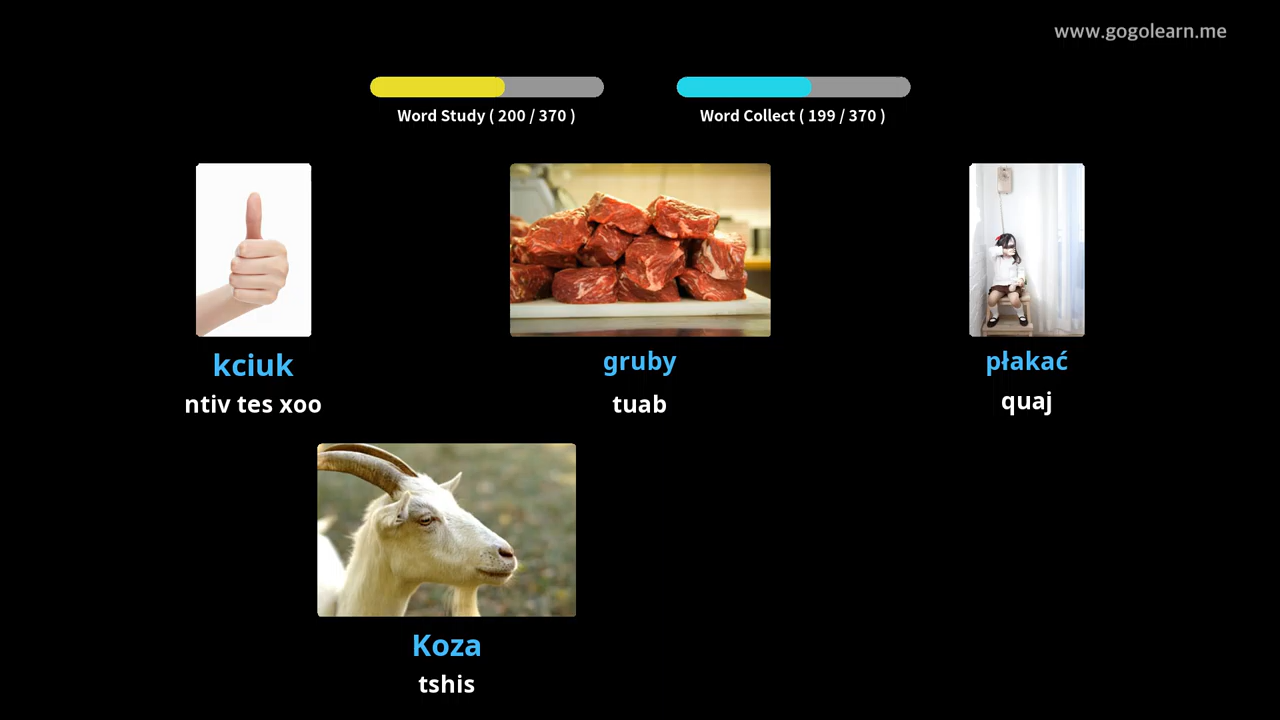 www.gogolearn.me
Word Study ( 200 / 370 )
Word Collect ( 199 / 370 )
kciuk
ntiv tes xoo
gruby
tuab
płakać
quaj
Koza
tshis